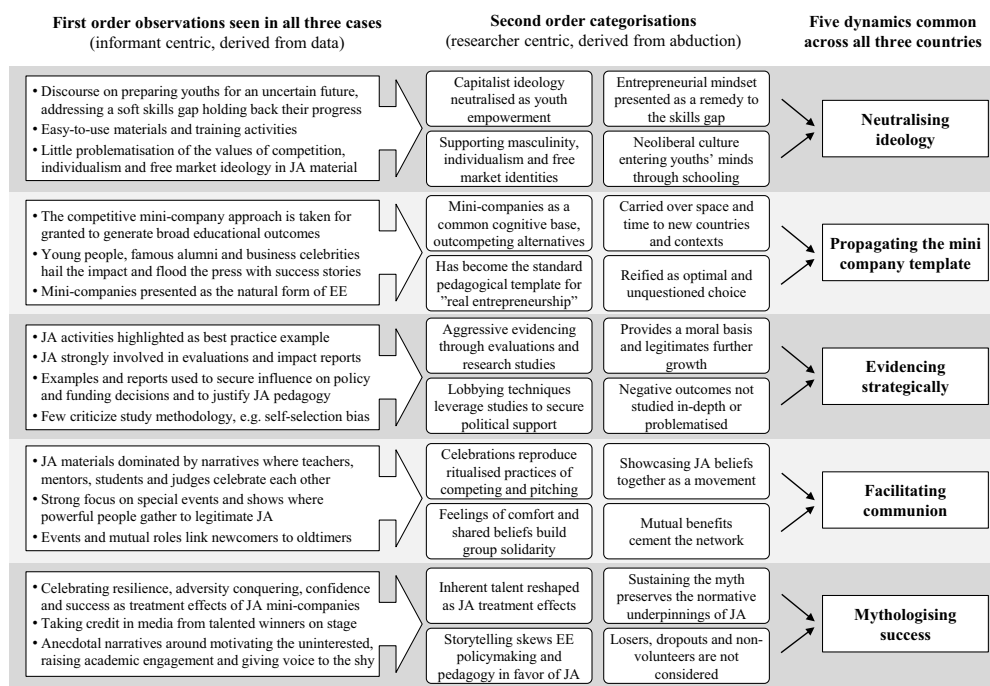 First order observations seen in all three cases
(informant centric, derived from data)
Second order categorisations
(researcher centric, derived from abduction)
Five dynamics common
across all three countries
• Discourse on preparing youths for an uncertain future,
addressing a soft skills gap holding back their progress
• Easy-to-use materials and training activities
• Little problematisation of the values of competition,
individualism and free market ideology in JA material
Capitalist ideology
neutralised as youth
empowerment
Entrepreneurial mindset
presented as a remedy to
the skills gap
Supporting masculinity,
individualism and free
market identities
Neoliberal culture
entering youths’ minds
through schooling
Neutralising
ideology
• The competitive mini-company approach is taken for
granted to generate broad educational outcomes
• Young people, famous alumni and business celebrities
hail the impact and flood the press with success stories
• Mini-companies presented as the natural form of EE
Mini-companies as a
common cognitive base,
outcompeting alternatives
Carried over space and
time to new countries
and contexts
Has become the standard
pedagogical template for
”real entrepreneurship”
Reified as optimal and
unquestioned choice
Propagating the mini
company template
• JA activities highlighted as best practice example
• JA strongly involved in evaluations and impact reports
• Examples and reports used to secure influence on policy
and funding decisions and to justify JA pedagogy
• Few criticize study methodology, e.g. self-selection bias
Aggressive evidencing
through evaluations and
research studies
Provides a moral basis
and legitimates further
growth
Lobbying techniques
leverage studies to secure
political support
Negative outcomes not
studied in-depth or
problematised
Evidencing
strategically
• JA materials dominated by narratives where teachers,
mentors, students and judges celebrate each other
• Strong focus on special events and shows where
powerful people gather to legitimate JA
• Events and mutual roles link newcomers to oldtimers
Celebrations reproduce
ritualised practices of
competing and pitching
Showcasing JA beliefs
together as a movement
Feelings of comfort and
shared beliefs build
group solidarity
Mutual benefits
cement the network
Facilitating
communion
• Celebrating resilience, adversity conquering, confidence
and success as treatment effects of JA mini-companies
• Taking credit in media from talented winners on stage
• Anecdotal narratives around motivating the uninterested,
raising academic engagement and giving voice to the shy
Inherent talent reshaped
as JA treatment effects
Sustaining the myth
preserves the normative
underpinnings of JA
Storytelling skews EE
policymaking and
pedagogy in favor of JA
Losers, dropouts and non-
volunteers are not
considered
Mythologising
success